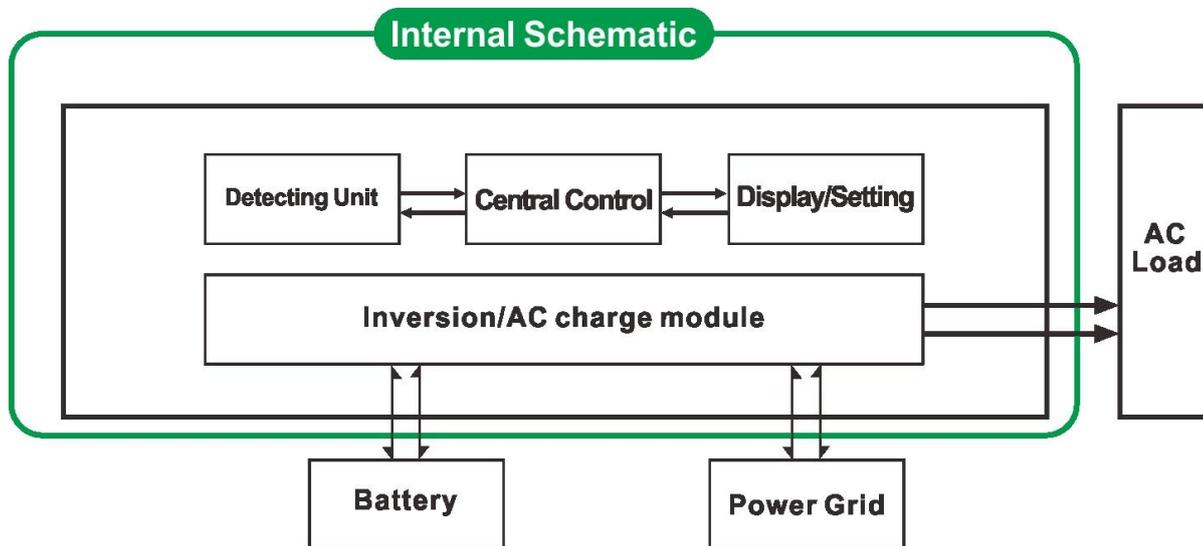 Internal Schematic
Detecting Unit
Central Control
Display/Setting
AC
Load
Inversion/AC charge module
Battery
Power Grid